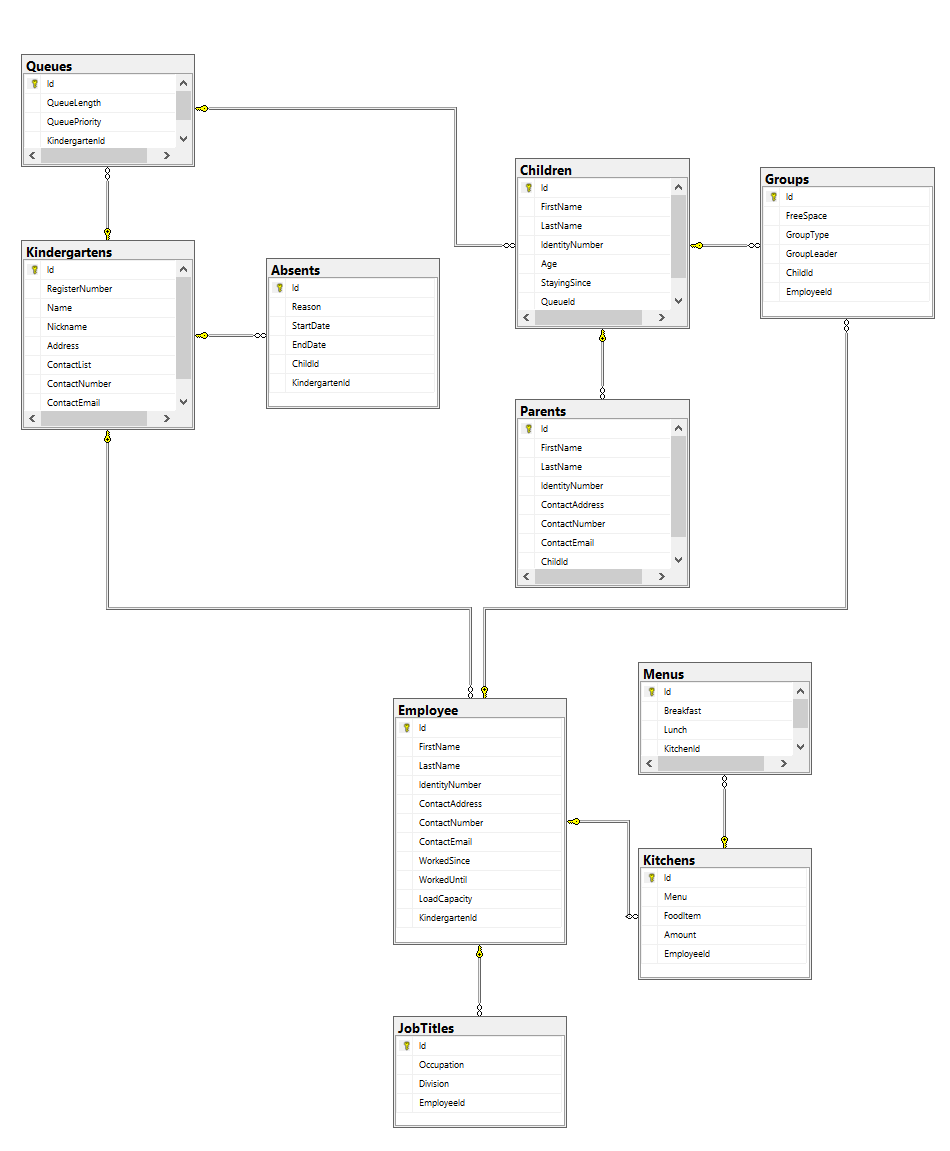 Queues
Id
QueueLength
QueuePriority
KindergartenId
Kindergartens
Id
RegisterNumber
Name
Nickname
Address
ContactList
ContactNumber
ContactEmail
Absents
Id
Reason
StartDate
EndDate
ChildId
KindergartenId
Children
Id
FirstName
LastName
IdentityNumber
Age
StayingSince
QueueId
Groups
Id
FreeSpace
GroupType
GroupLeader
ChildId
EmployeeId
Parents
Id
FirstName
LastName
IdentityNumber
ContactAddress
ContactNumber
ContactEmail
ChildId
Employee
Id
FirstName
LastName
IdentityNumber
ContactAddress
ContactNumber
ContactEmail
WorkedSince
WorkedUntil
LoadCapacity
KindergartenId
Menus
Id
Breakfast
Lunch
KitchenId
Kitchens
Id
Menu
FoodItem
Amount
EmployeeId
JobTitles
Id
Occupation
Division
EmployeeId